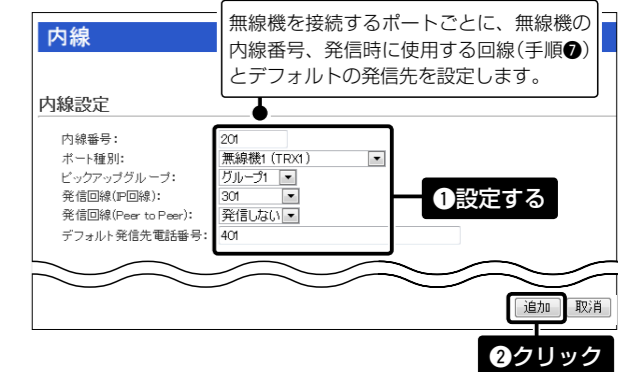 内線
無線機を接続するポートごとに、無線機の
内線番号、発信時に使用する回線(手順❼)
とデフォルトの発信先を設定します。
内線設定
内線番号: 201
ポート種別: 無線機1 (TRX1)
ピックアップグループ: グループ1
発信回線(IP回線): 301
発信回線(Peer to Peer): 発信しない
デフォルト発信先電話番号: 401
❶設定する
追加 取消
❷クリック